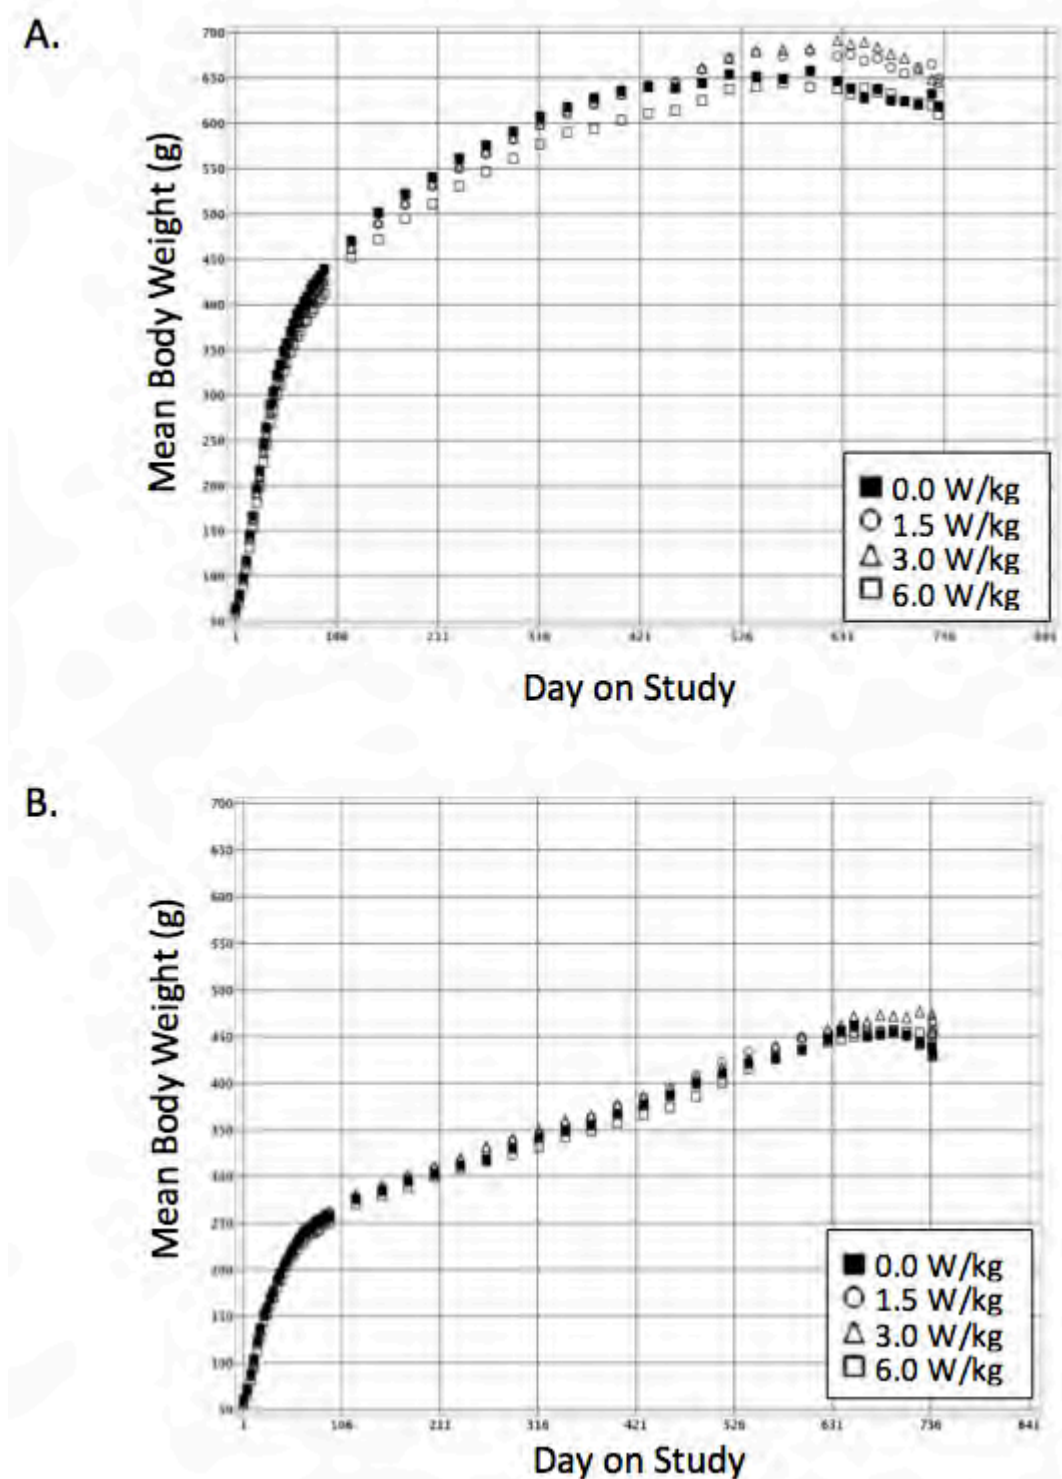 A.
Mean Body Weight (g)
700
650
600
550
500
450
400
350
300
250
200
150
100
50
1 106 211 316 421 526 631 736 841
0.0 W/kg
1.5 W/kg
3.0 W/kg
6.0 W/kg
Day on Study
B.
Mean Body Weight (g)
700
650
600
550
500
450
400
350
300
250
200
150
100
50
1 106 211 316 421 526 631 736 841
0.0 W/kg
1.5 W/kg
3.0 W/kg
6.0 W/kg
Day on Study